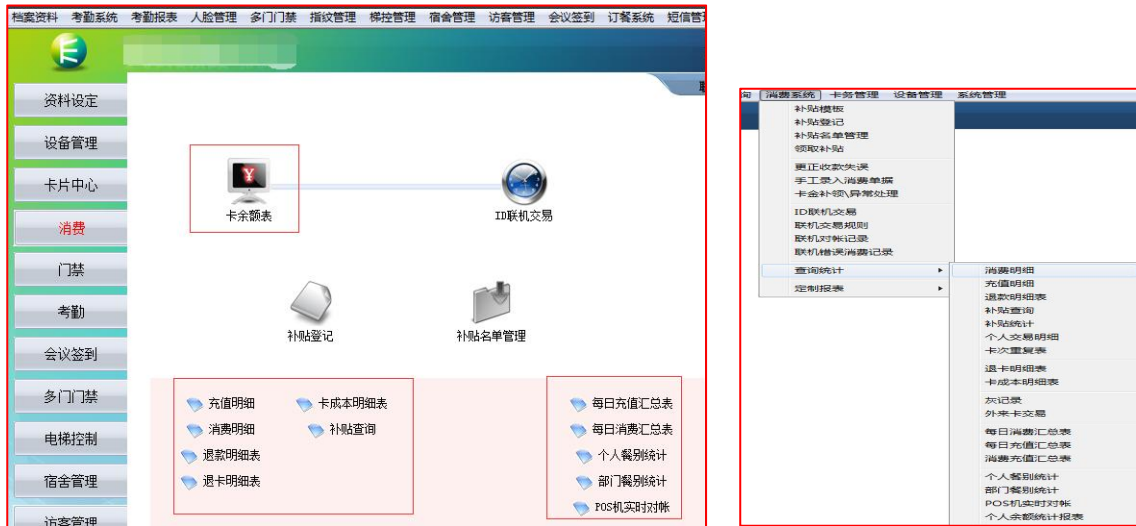 档案资料 考勤系统 考勤报表 人脸管理 多门门禁 指纹管理 梯控管理 宿舍管理 访客管理 会议签到 订餐系统 短信管
资料设定
设备管理
卡片中心
消费
门禁
考勤
会议签到
多门门禁
电梯控制
宿舍管理
访客管理
卡余额表
ID联机交易
补贴登记
补贴名单管理
充值明细 卡成本明细表
消费明细 补贴查询
退款明细表
退卡明细表
每日充值汇总表
每日消费汇总表
个人餐别统计
部门餐别统计
POS机实时对帐
询 消费系统 卡务管理 设备管理 系统管理
补贴模板
补贴登记
补贴名单管理
领取补贴
更正收款失误
手工录入消费单据
卡金补领\异常处理
ID联机交易
联机交易规则
联机对帐记录
联机错误消费记录
查询统计
定制报表
消费明细
充值明细
退款明细表
补贴查询
补贴统计
个人交易明细
卡次重复表
退卡明细表
卡成本明细表
灰记录
外来卡交易
每日消费汇总表
每日充值汇总表
消费充值汇总表
个人餐别统计
部门餐别统计
POS机实时对帐
个人余额统计报表